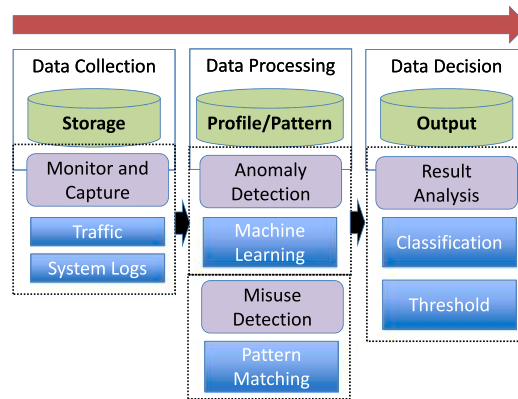 Data Collection
Storage
Monitor and
Capture
Traffic
System Logs
Data Processing
Profile/Pattern
Anomaly
Detection
Machine
Learning
Misuse
Detection
Pattern
Matching
Data Decision
Output
Result
Analysis
Classification
Threshold